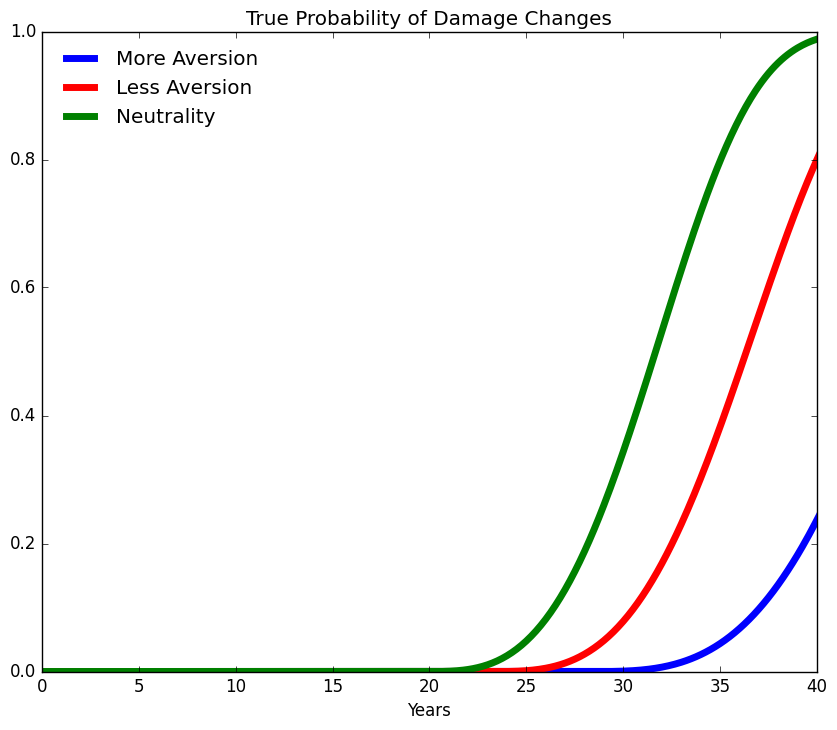 True Probability of Damage Changes
1.0
More Aversion
Less Aversion
Neutrality
0.8
0.6
0.4
0.2
0.0
0 5 10 15 20 25 30 35 40
Years